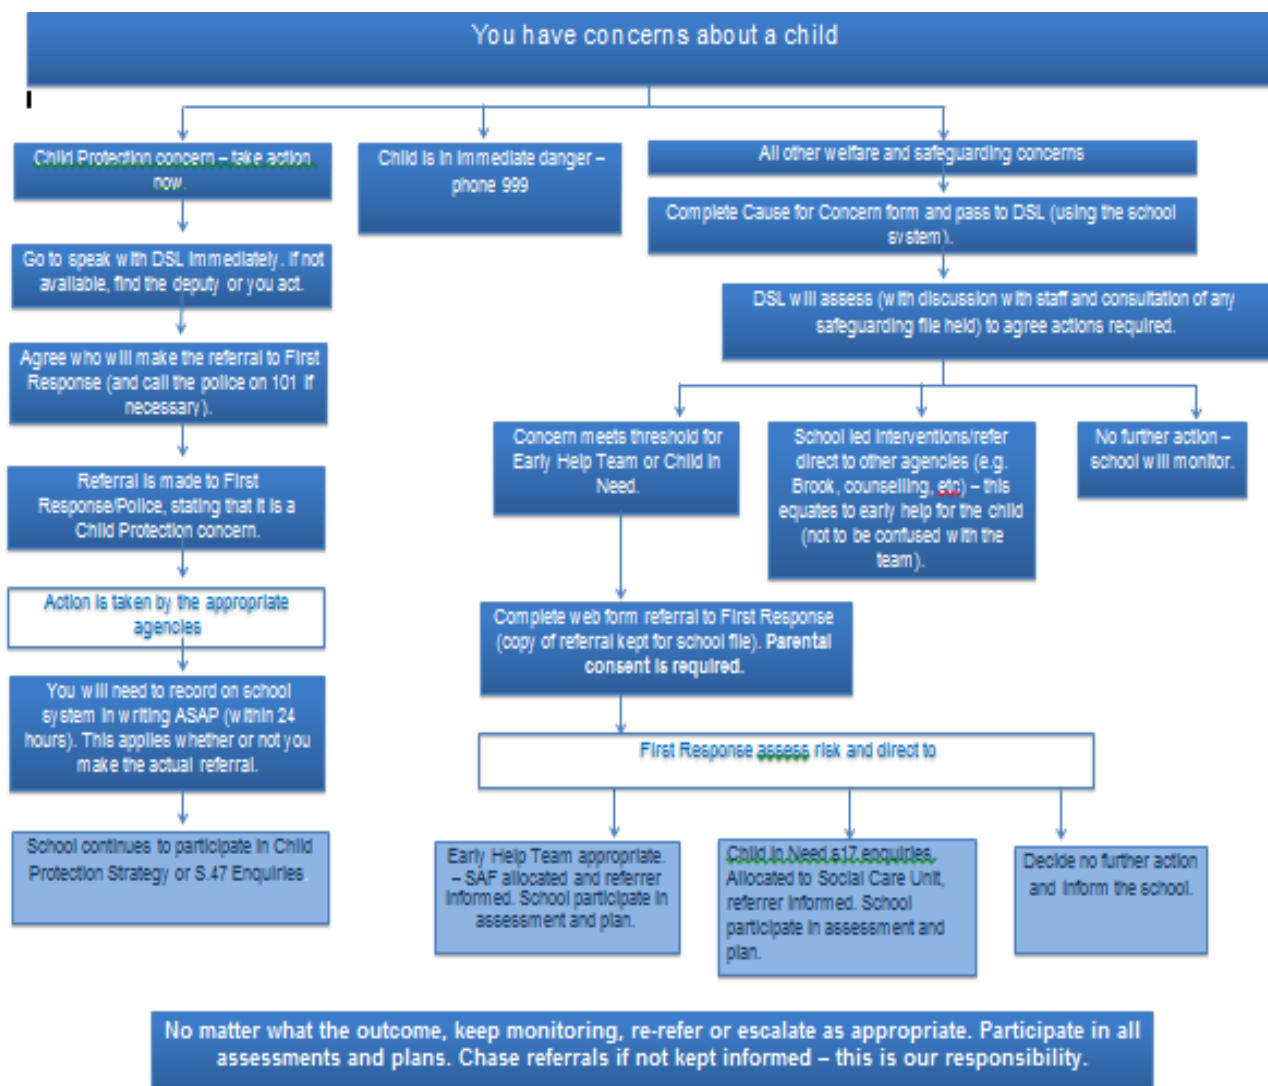 You have concerns about a child
Child Protection concern – take action
now.
Child is in immediate danger –
phone 999
All other welfare and safeguarding concerns
Complete Cause for Concern form and pass to DSL (using the school
system).
Go to speak with DSL immediately. If not
available, find the deputy or you act.
DSL will assess (with discussion with staff and consultation of any
safeguarding file held) to agree actions required.
Agree who will make the referral to First
Response (and call the police on 101 if
necessary).
Concern meets threshold for
Early Help Team or Child in
Need.
School led interventions/refer
direct to other agencies (e.g.
Brook, counselling, etc) – this
equates to early help for the child
(not to be confused with the
team).
No further action –
school will monitor.
Referral is made to First
Response/Police, stating that it is a
Child Protection concern.
Action is taken by the appropriate
agencies
Complete web form referral to First Response
(copy of referral kept for school file). Parental
consent is required.
You will need to record on school
system in writing ASAP (within 24
hours). This applies whether or not you
make the actual referral.
First Response assess risk and direct to
School continues to participate in Child
Protection Strategy or S.47 Enquiries.
Early Help Team appropriate.
– SAF allocated and referrer
informed. School participate in
assessment and plan.
Child in Need s17 enquiries.
Allocated to Social Care Unit,
referrer informed. School
participate in assessment and
plan.
Decide no further action
and inform the school.
No matter what the outcome, keep monitoring, re-refer or escalate as appropriate. Participate in all
assessments and plans. Chase referrals if not kept informed – this is our responsibility.